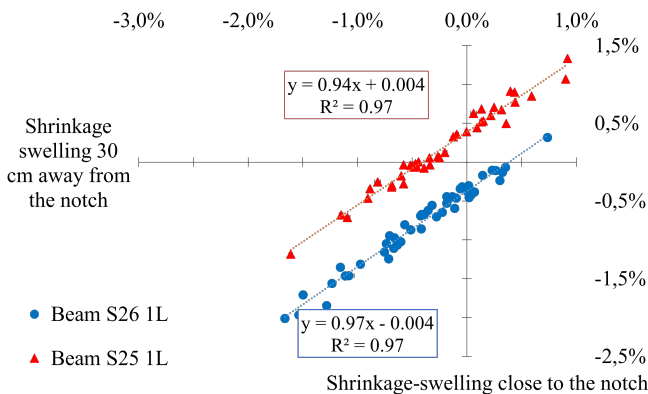 -3,0%
-2,0%
-1,0%
0,0%
1,0%
1,5%
0,5%
-0,5%
-1,5%
-2,5%
y = 0.94x + 0.004
R² = 0.97
Shrinkage
swelling 30
cm away from
the notch
Beam S26 1L
Beam S25 1L
y = 0.97x - 0.004
R² = 0.97
Shrinkage-swelling close to the notch